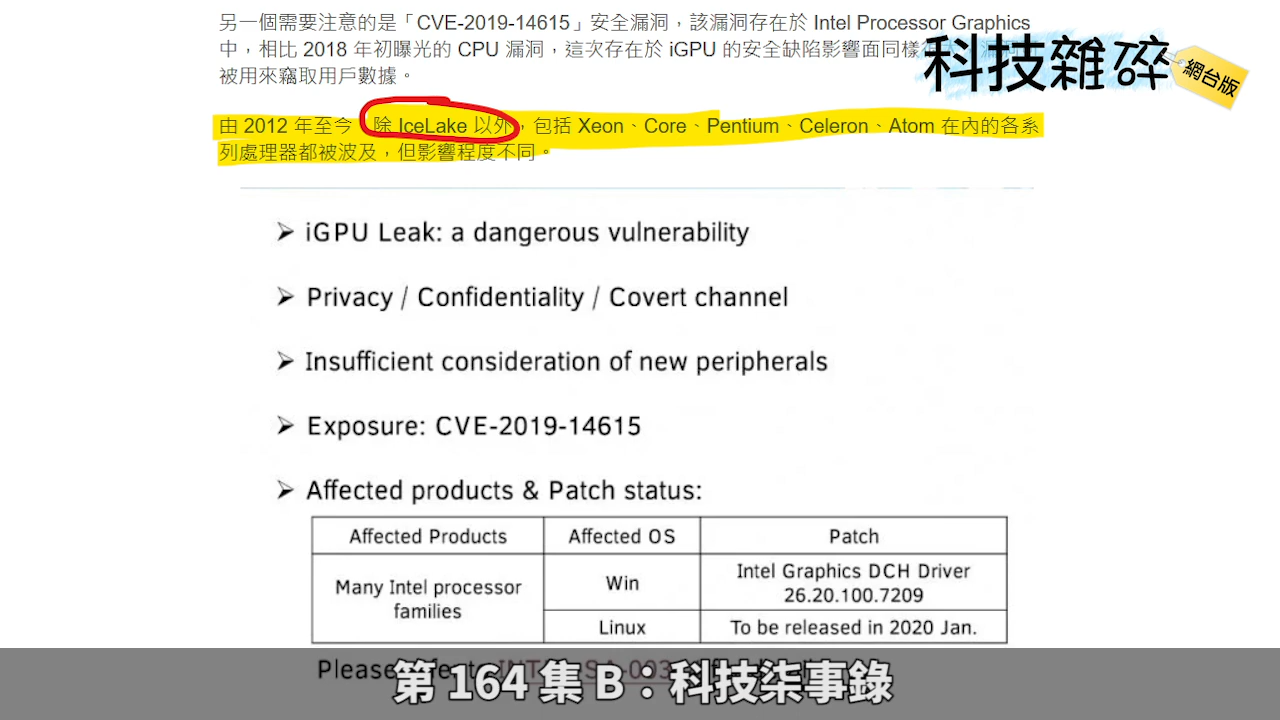 另一個需要注意的是「CVE-2019-14615」安全漏洞，該漏洞存在於 Intel Processor Graphics
中，相比 2018 年初曝光的 CPU 漏洞，這次存在於 iGPU 的安全缺陷影響面同樣
被用來竊取用戶數據。
科技雜碎
網台版
由 2012 年至今 除 IceLake 以外，包括 Xeon、Core、Pentium、Celeron、Atom 在內的各系
列處理器都被波及，但影響程度不同。
➢ iGPU Leak: a dangerous vulnerability
➢ Privacy / Confidentiality / Covert channel
➢ Insufficient consideration of new peripherals
➢ Exposure: CVE-2019-14615
➢ Affected products & Patch status:
Affected Products Affected OS Patch
Many Intel processor families Win Intel Graphics DCH Driver 26.20.100.7209
Linux To be released in 2020 Jan.
Please
第 164 集 B：科技柒事錄